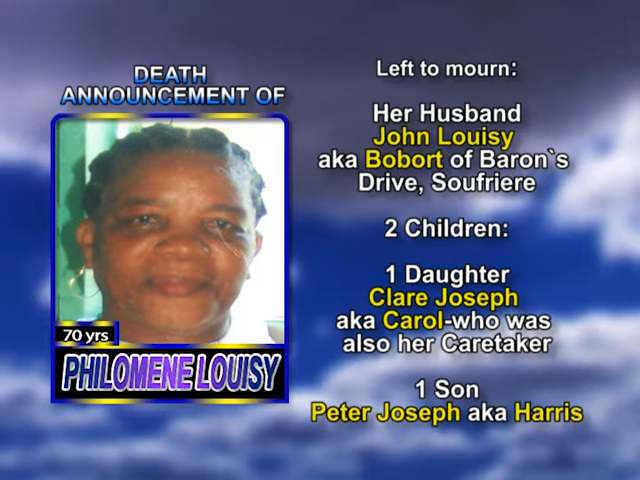 DEATH
ANNOUNCEMENT OF
70 yrs
PHILOMENE LOUISY
Left to mourn:
Her Husband
John Louisy
aka Bobort of Baron`s
Drive, Soufriere
2 Children:
1 Daughter
Clare Joseph
aka Carol-who was
also her Caretaker
1 Son
Peter Joseph aka Harris